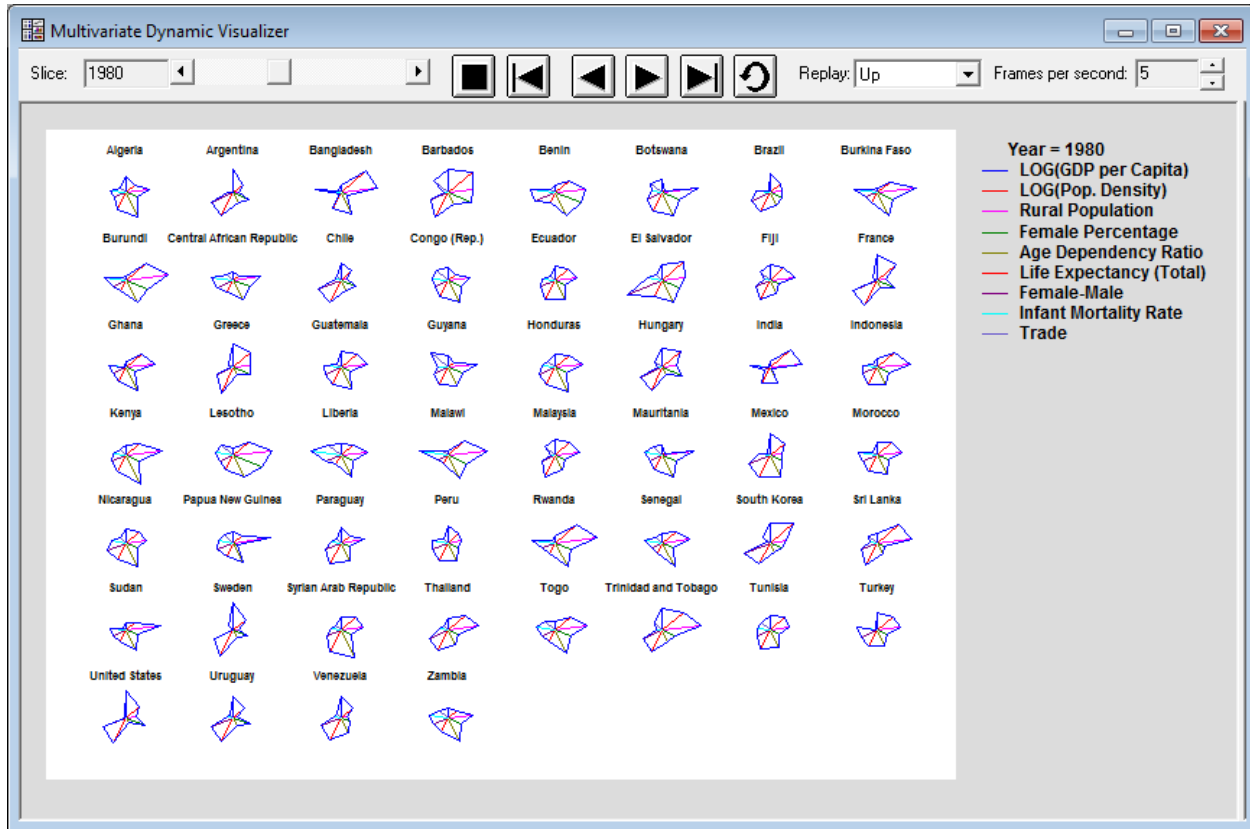 Multivariate Dynamic Visualizer
Slice: 1980 Replay: Up Frames per second: 5
Algeria Argentina Bangladesh Barbados Benin Botswana Brazil Burkina Faso
Burundi Central African Republic Chile Congo (Rep.) Ecuador El Salvador Fiji France
Ghana Greece Guatemala Guyana Honduras Hungary India Indonesia
Kenya Lesotho Liberia Malawi Malaysia Mauritania Mexico Morocco
Nicaragua Papua New Guinea Paraguay Peru Rwanda Senegal South Korea Sri Lanka
Sudan Sweden Syrian Arab Republic Thailand Togo Trinidad and Tobago Tunisia Turkey
United States Uruguay Venezuela Zambia
Year = 1980
LOG(GDP per Capita)
LOG(Pop. Density)
Rural Population
Female Percentage
Age Dependency Ratio
Life Expectancy (Total)
Female-Male
Infant Mortality Rate
Trade